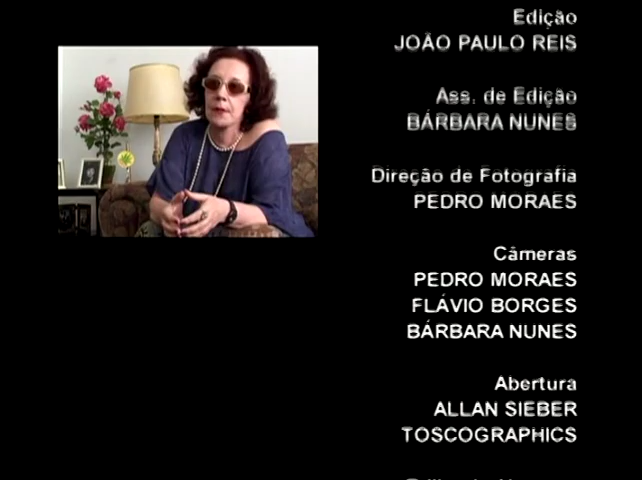 Edição
JOÃO PAULO REIS
Ass. de Edição
BÁRBARA NUNES
Direção de Fotografia
PEDRO MORAES
Câmeras
PEDRO MORAES
FLÁVIO BORGES
BÁRBARA NUNES
Abertura
ALLAN SIEBER
TOSCOGRAPHICS